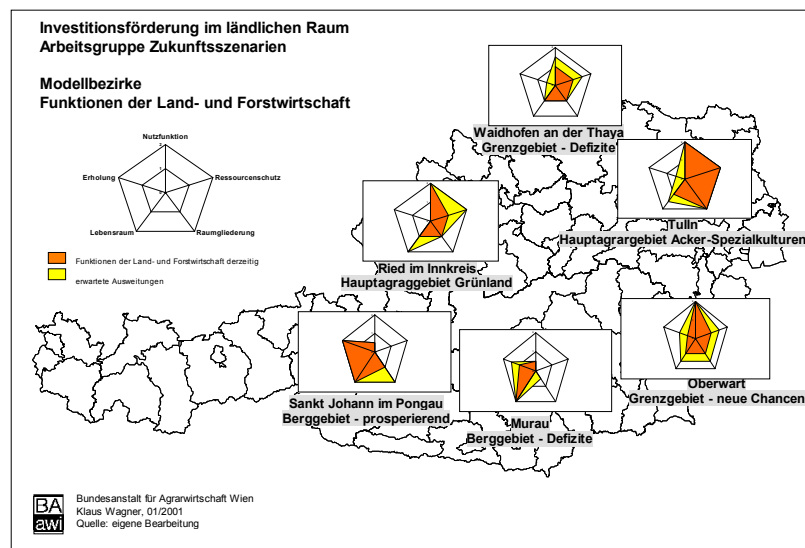 Investitionsförderung im ländlichen Raum
Arbeitsgruppe Zukunftsszenarien
Modellbezirke
Funktionen der Land- und Forstwirtschaft
Nutzfunktion
Erholung
Ressourcenschutz
Lebensraum
Raumgliederung
Funktionen der Land- und Forstwirtschaft derzeitig
erwartete Ausweitungen
Waidhofen an der Thaya
Grenzgebiet - Defizite
Tulln
Hauptagrargebiet Acker-Spezialkulturen
Ried im Innkreis
Hauptagraggebiet Grünland
Sankt Johann im Pongau
Berggebiet - prosperierend
Murau
Berggebiet - Defizite
Oberwart
Grenzgebiet - neue Chancen
BA
awi
Bundesanstalt für Agrarwirtschaft Wien
Klaus Wagner, 01/2001
Quelle: eigene Bearbeitung